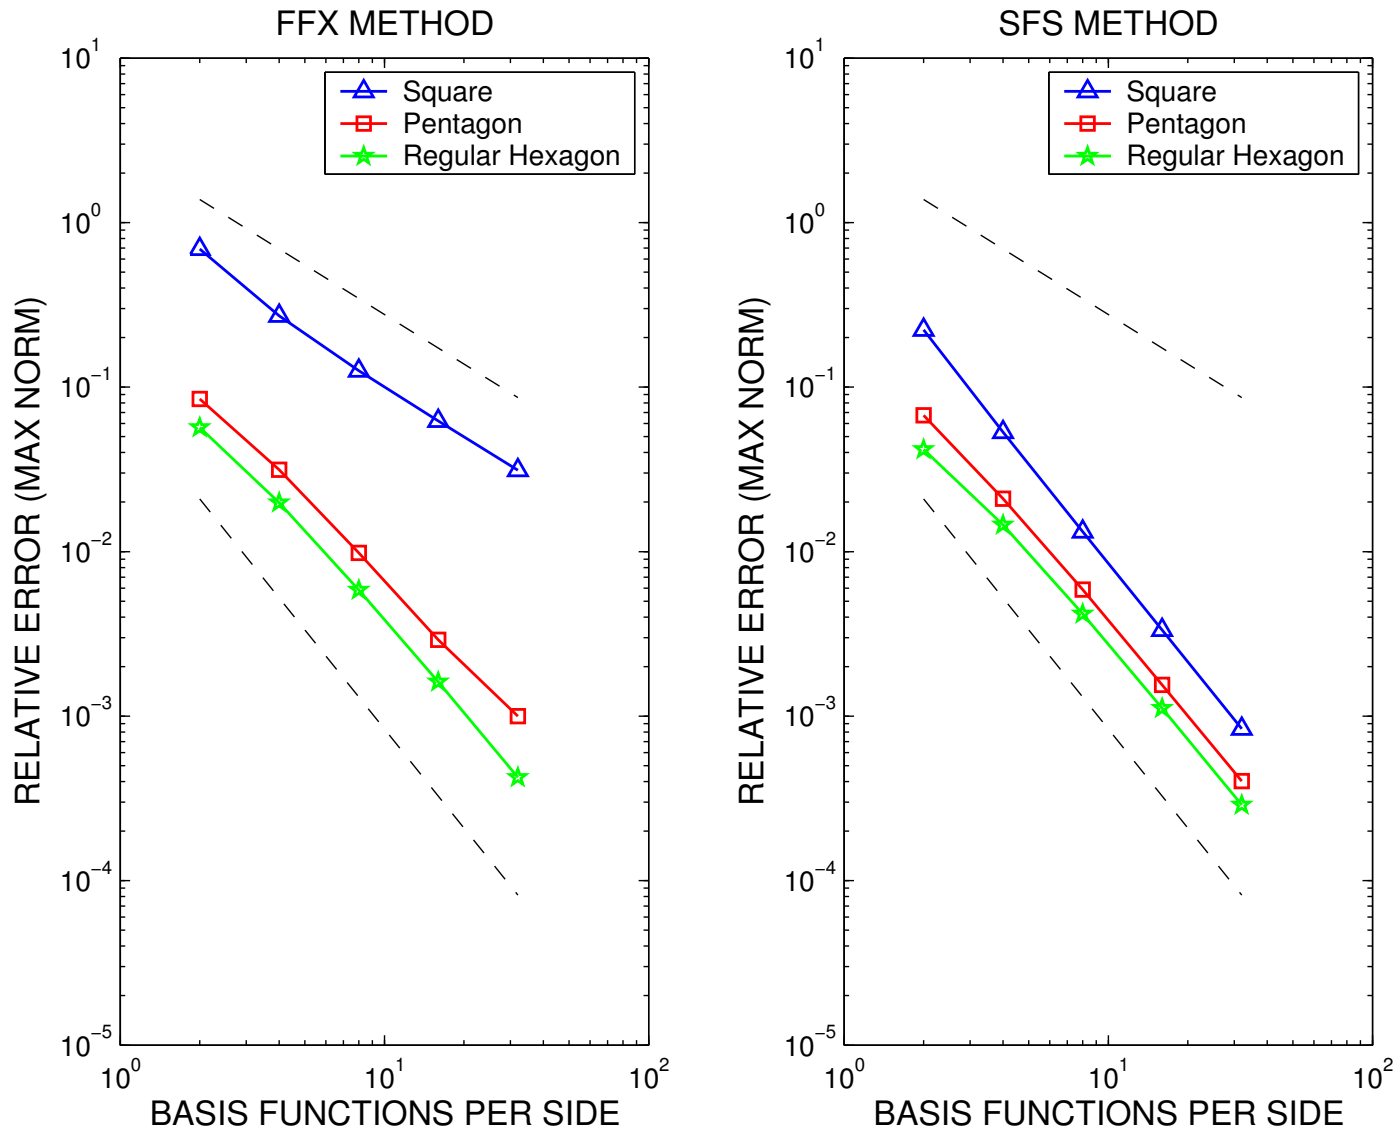 FFX METHOD
Square
Pentagon
Regular Hexagon
10^1
10^0
10^−1
10^−2
10^−3
10^−4
10^−5
RELATIVE ERROR (MAX NORM)
10^0 10^1 10^2
BASIS FUNCTIONS PER SIDE
SFS METHOD
Square
Pentagon
Regular Hexagon
10^1
10^0
10^−1
10^−2
10^−3
10^−4
10^−5
RELATIVE ERROR (MAX NORM)
10^0 10^1 10^2
BASIS FUNCTIONS PER SIDE